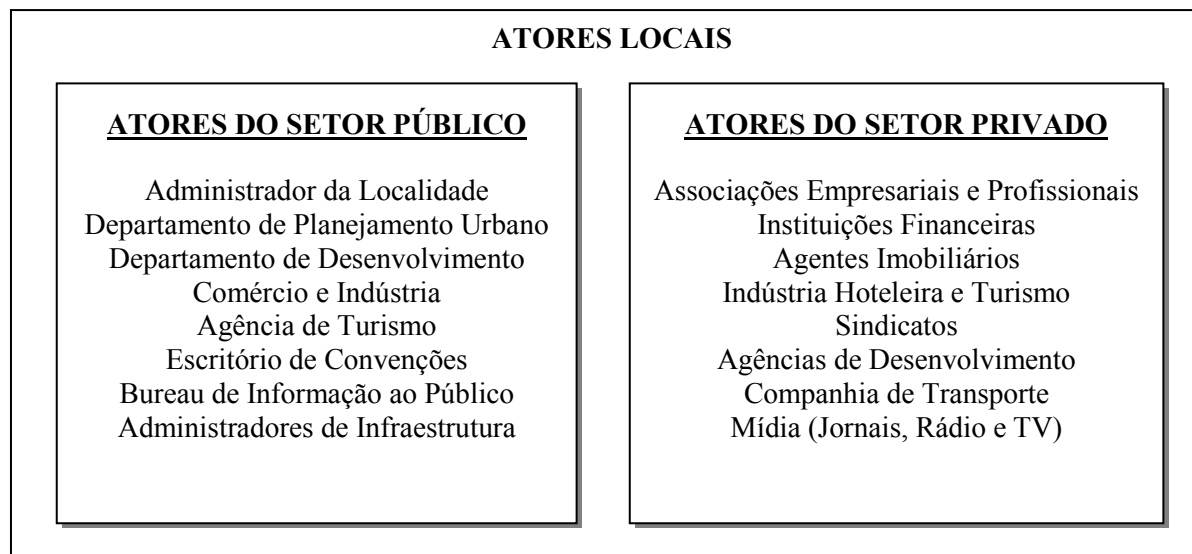 ATORES LOCAIS
ATORES DO SETOR PÚBLICO
Administrador da Localidade
Departamento de Planejamento Urbano
Departamento de Desenvolvimento
Comércio e Indústria
Agência de Turismo
Escritório de Convenções
Bureau de Informação ao Público
Administradores de Infraestrutura
ATORES DO SETOR PRIVADO
Associações Empresariais e Profissionais
Instituições Financeiras
Agentes Imobiliários
Indústria Hoteleira e Turismo
Sindicatos
Agências de Desenvolvimento
Companhia de Transporte
Mídia (Jornais, Rádio e TV)